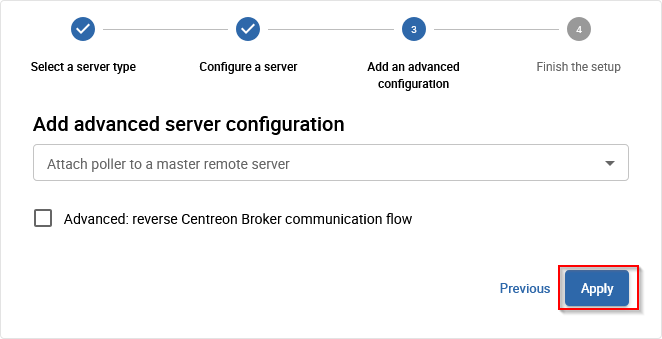 3
4
Select a server type
Configure a server
Add an advanced
configuration
Finish the setup
Add advanced server configuration
Attach poller to a master remote server
Advanced: reverse Centreon Broker communication flow
Previous
Apply